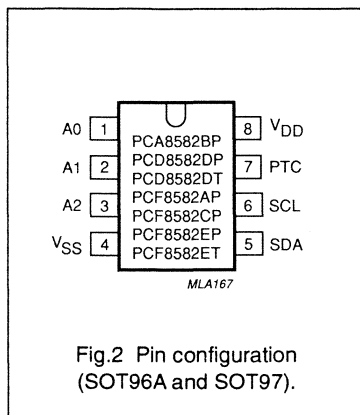 A0 1 PCA8582BP 8 VDD
A1 2 PCD8582DP 7 PTC
PCD8582DT
A2 3 PCF8582AP 6 SCL
PCF8582CP
VSS 4 PCF8582EP 5 SDA
PCF8582ET
MLA167
Fig.2 Pin configuration
(SOT96A and SOT97).